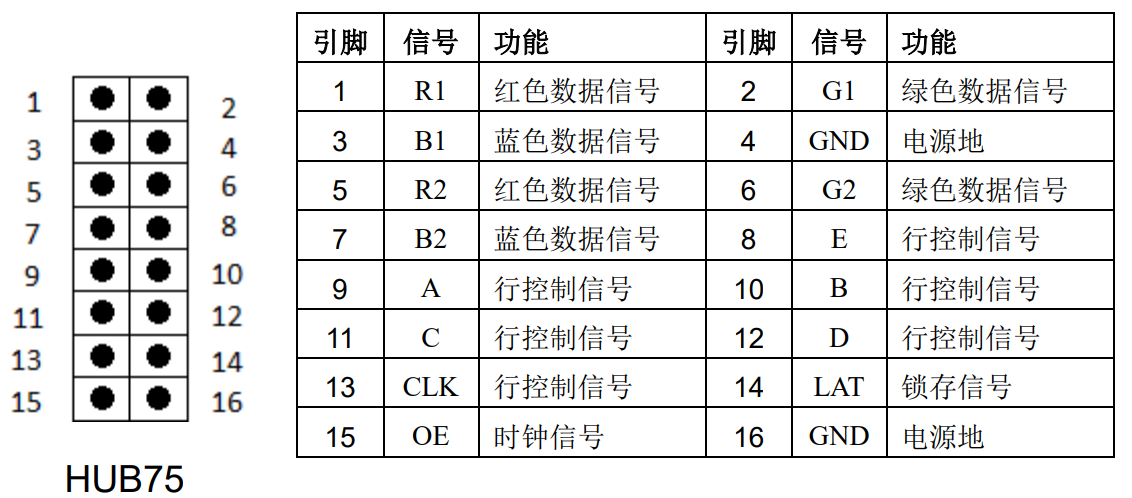 1 2
3 4
5 6
7 8
9 10
11 12
13 14
15 16
HUB75
引脚 信号 功能 引脚 信号 功能
1 R1 红色数据信号 2 G1 绿色数据信号
3 B1 蓝色数据信号 4 GND 电源地
5 R2 红色数据信号 6 G2 绿色数据信号
7 B2 蓝色数据信号 8 E 行控制信号
9 A 行控制信号 10 B 行控制信号
11 C 行控制信号 12 D 行控制信号
13 CLK 行控制信号 14 LAT 锁存信号
15 OE 时钟信号 16 GND 电源地